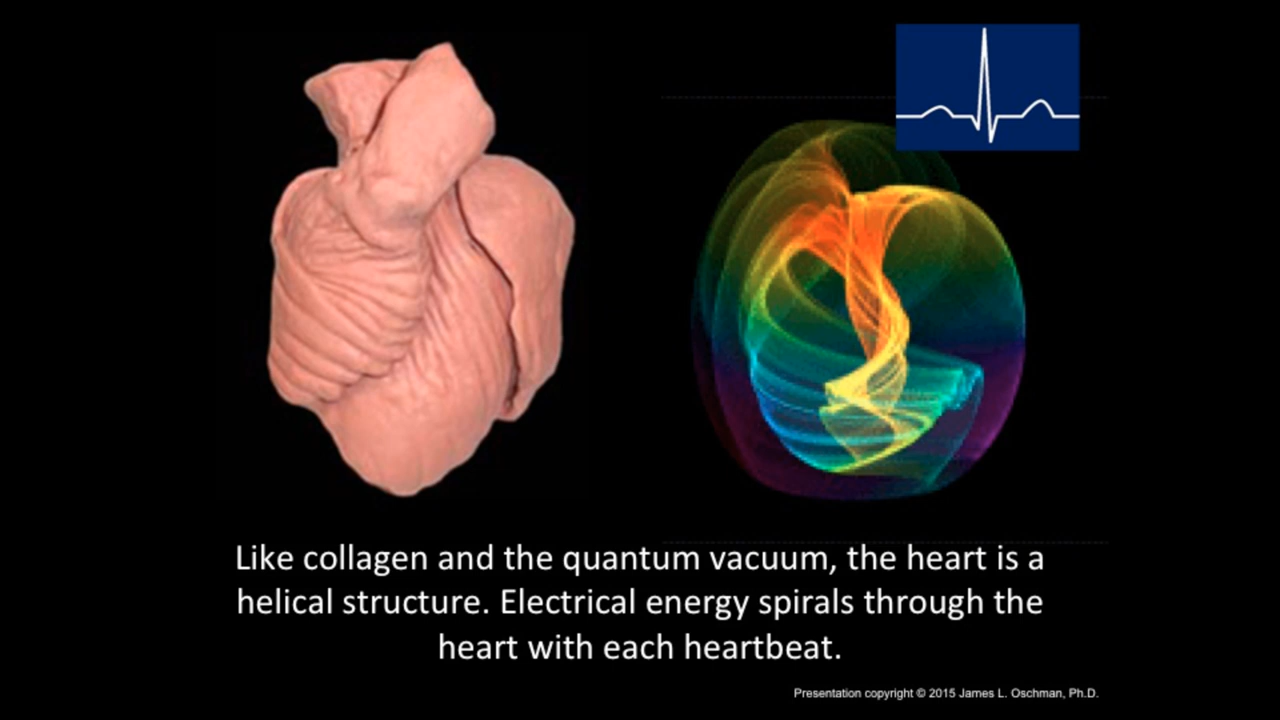 Like collagen and the quantum vacuum, the heart is a
helical structure. Electrical energy spirals through the
heart with each heartbeat.
Presentation copyright © 2015 James L. Oschman, Ph.D.